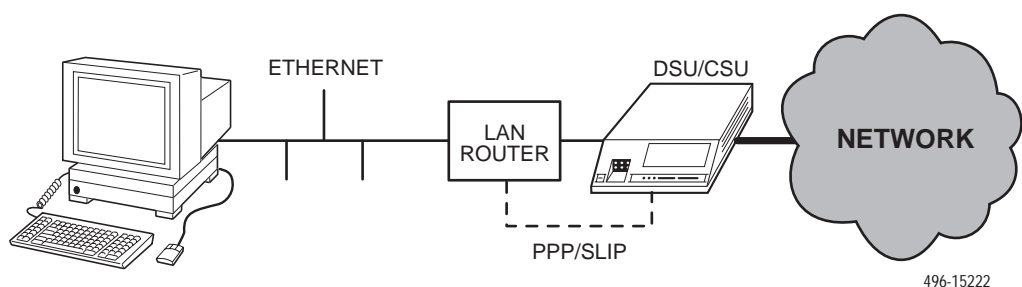 ETHERNET
DSU/CSU
LAN
ROUTER
NETWORK
PPP/SLIP
496-15222